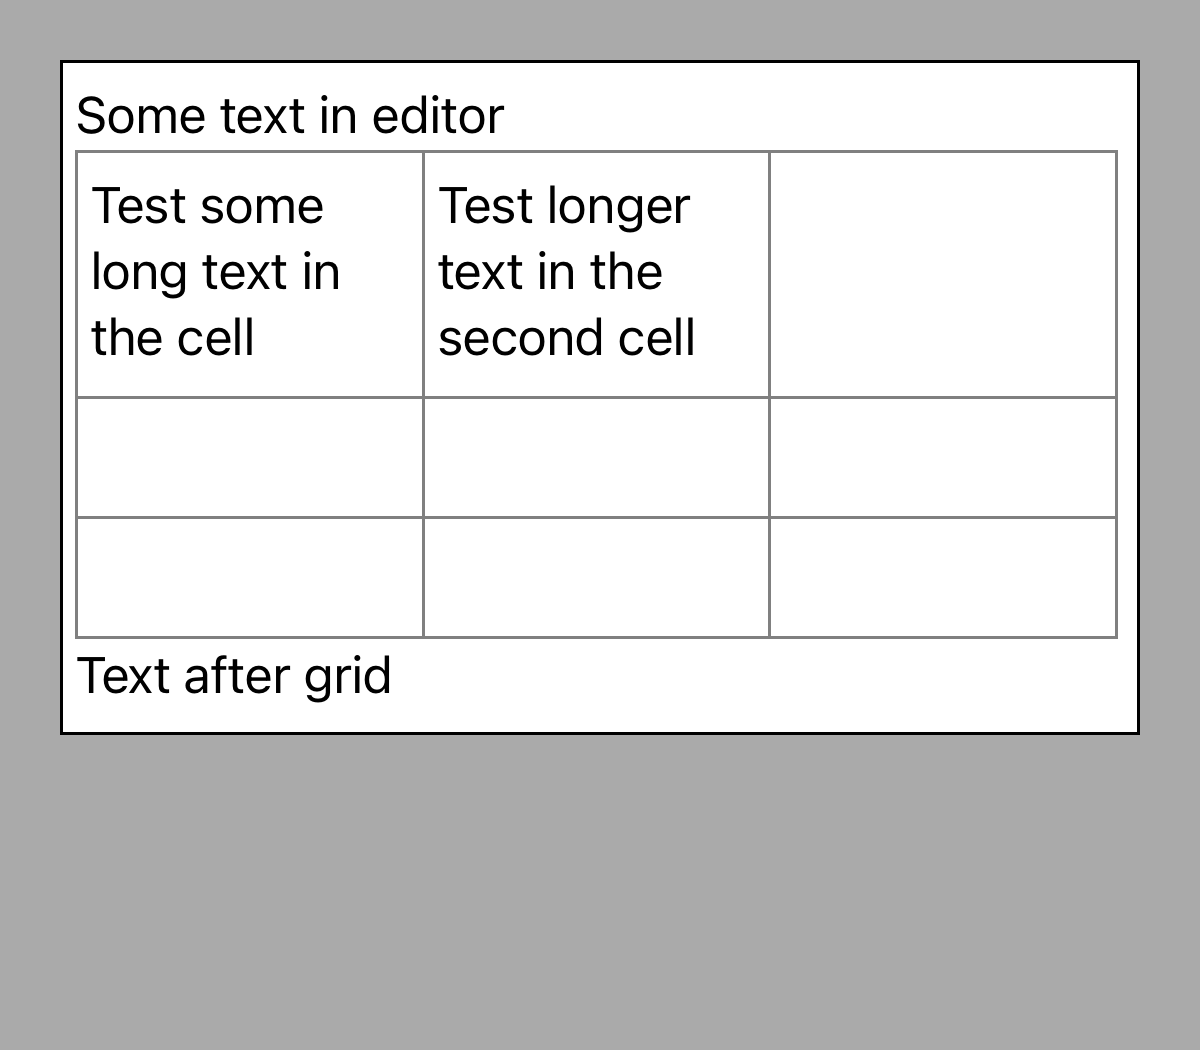 Some text in editor
Test some
long text in
the cell
Test longer
text in the
second cell
Text after grid